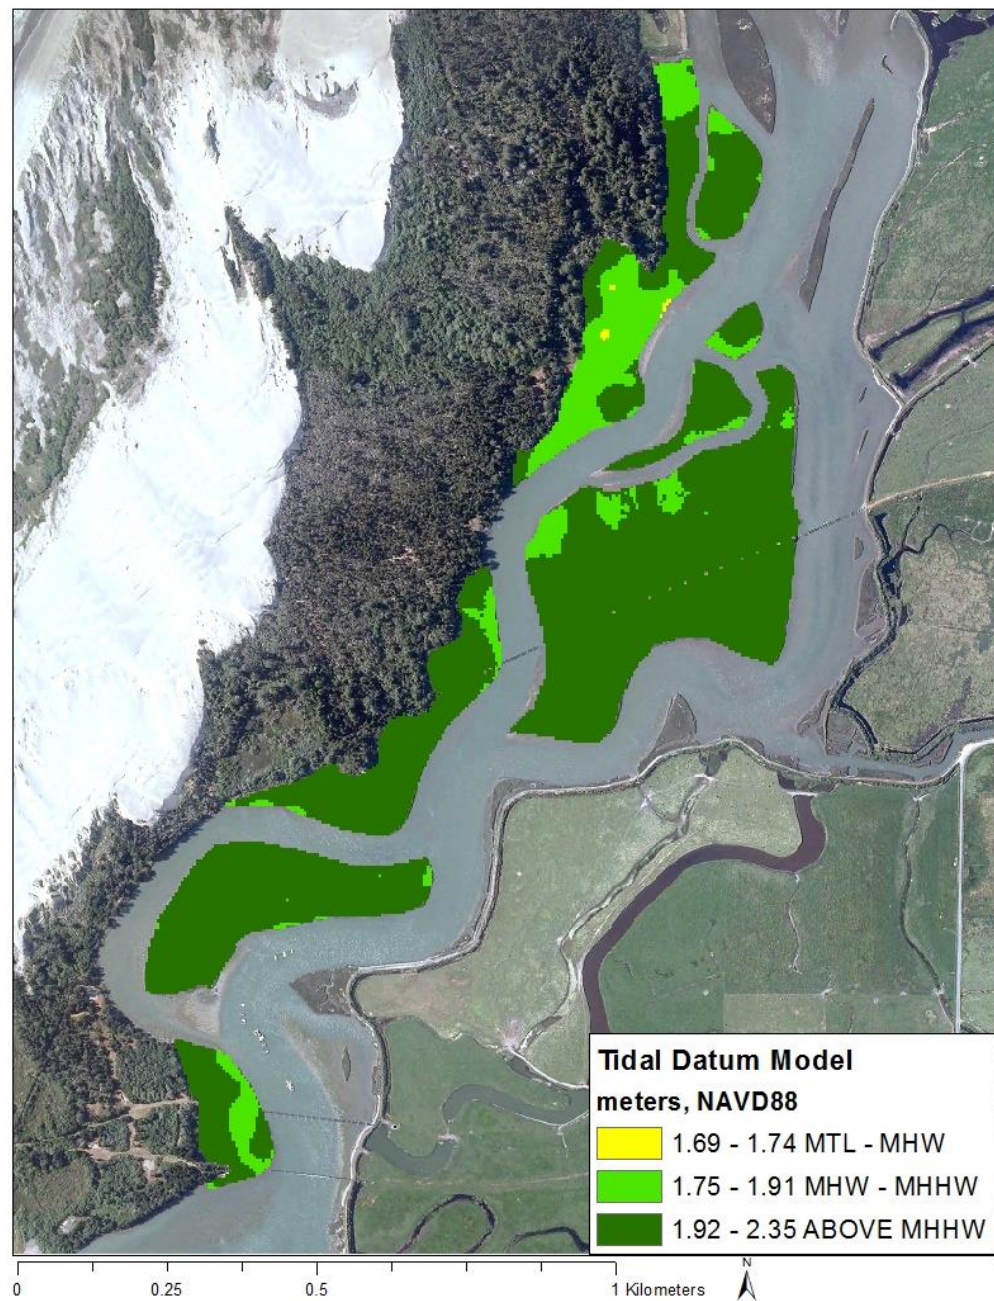 Tidal Datum Model
meters, NAVD88
1.69 - 1.74 MTL - MHW
1.75 - 1.91 MHW - MHHW
1.92 - 2.35 ABOVE MHHW
0 0.25 0.5 1 Kilometers N